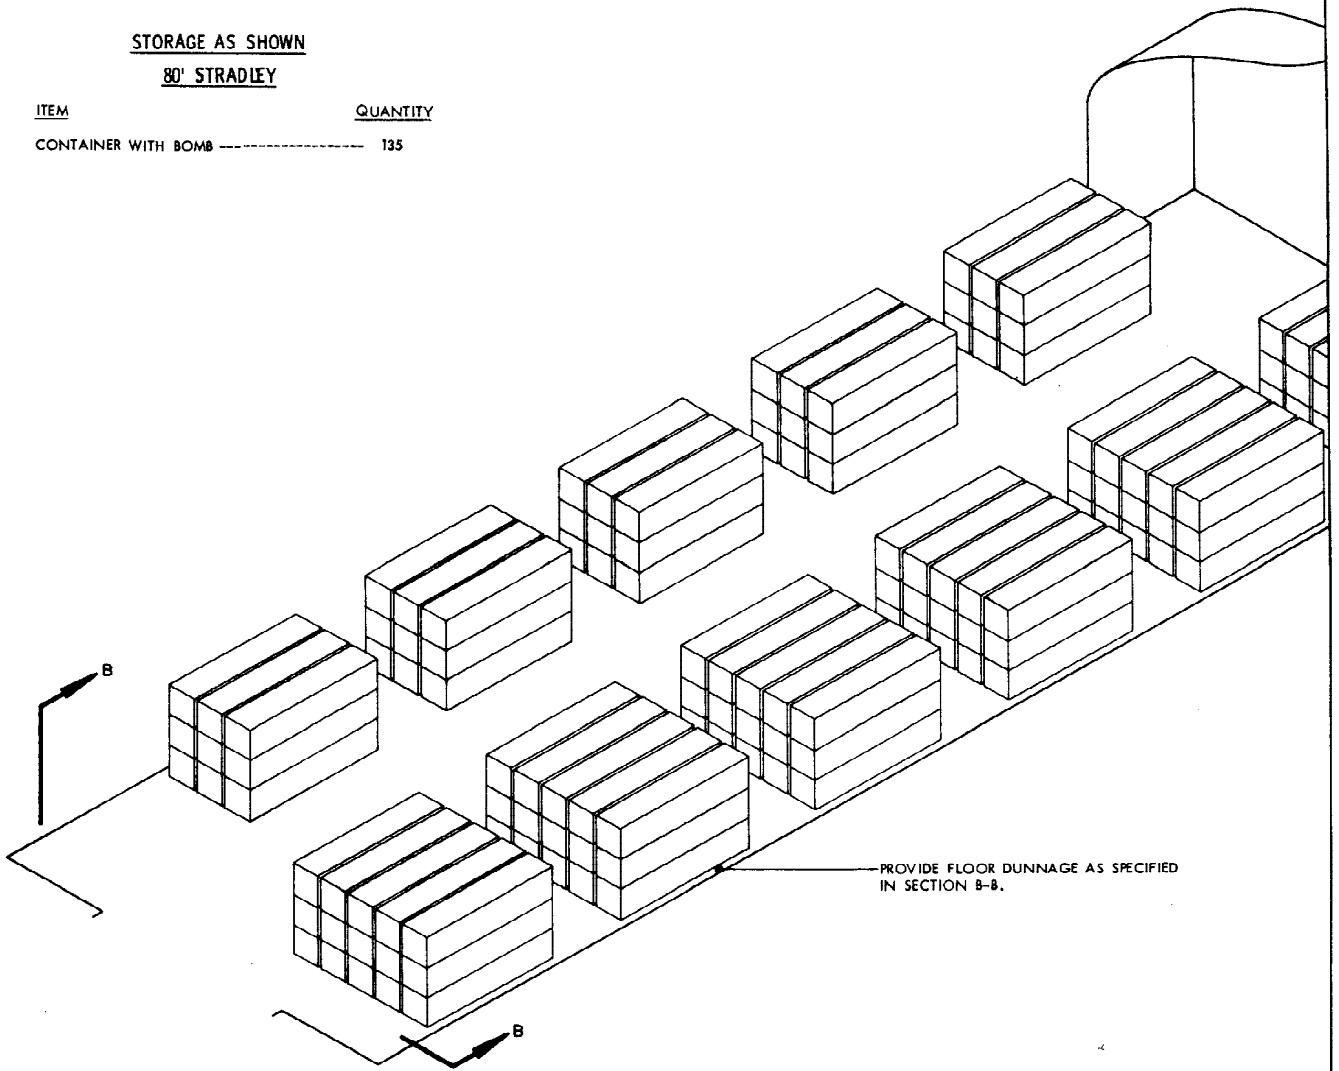 STORAGE AS SHOWN
80' STRADLEY
ITEM QUANTITY
CONTAINER WITH BOMB ------------------ 135
B
PROVIDE FLOOR DUNNAGE AS SPECIFIED
IN SECTION B-B.
B